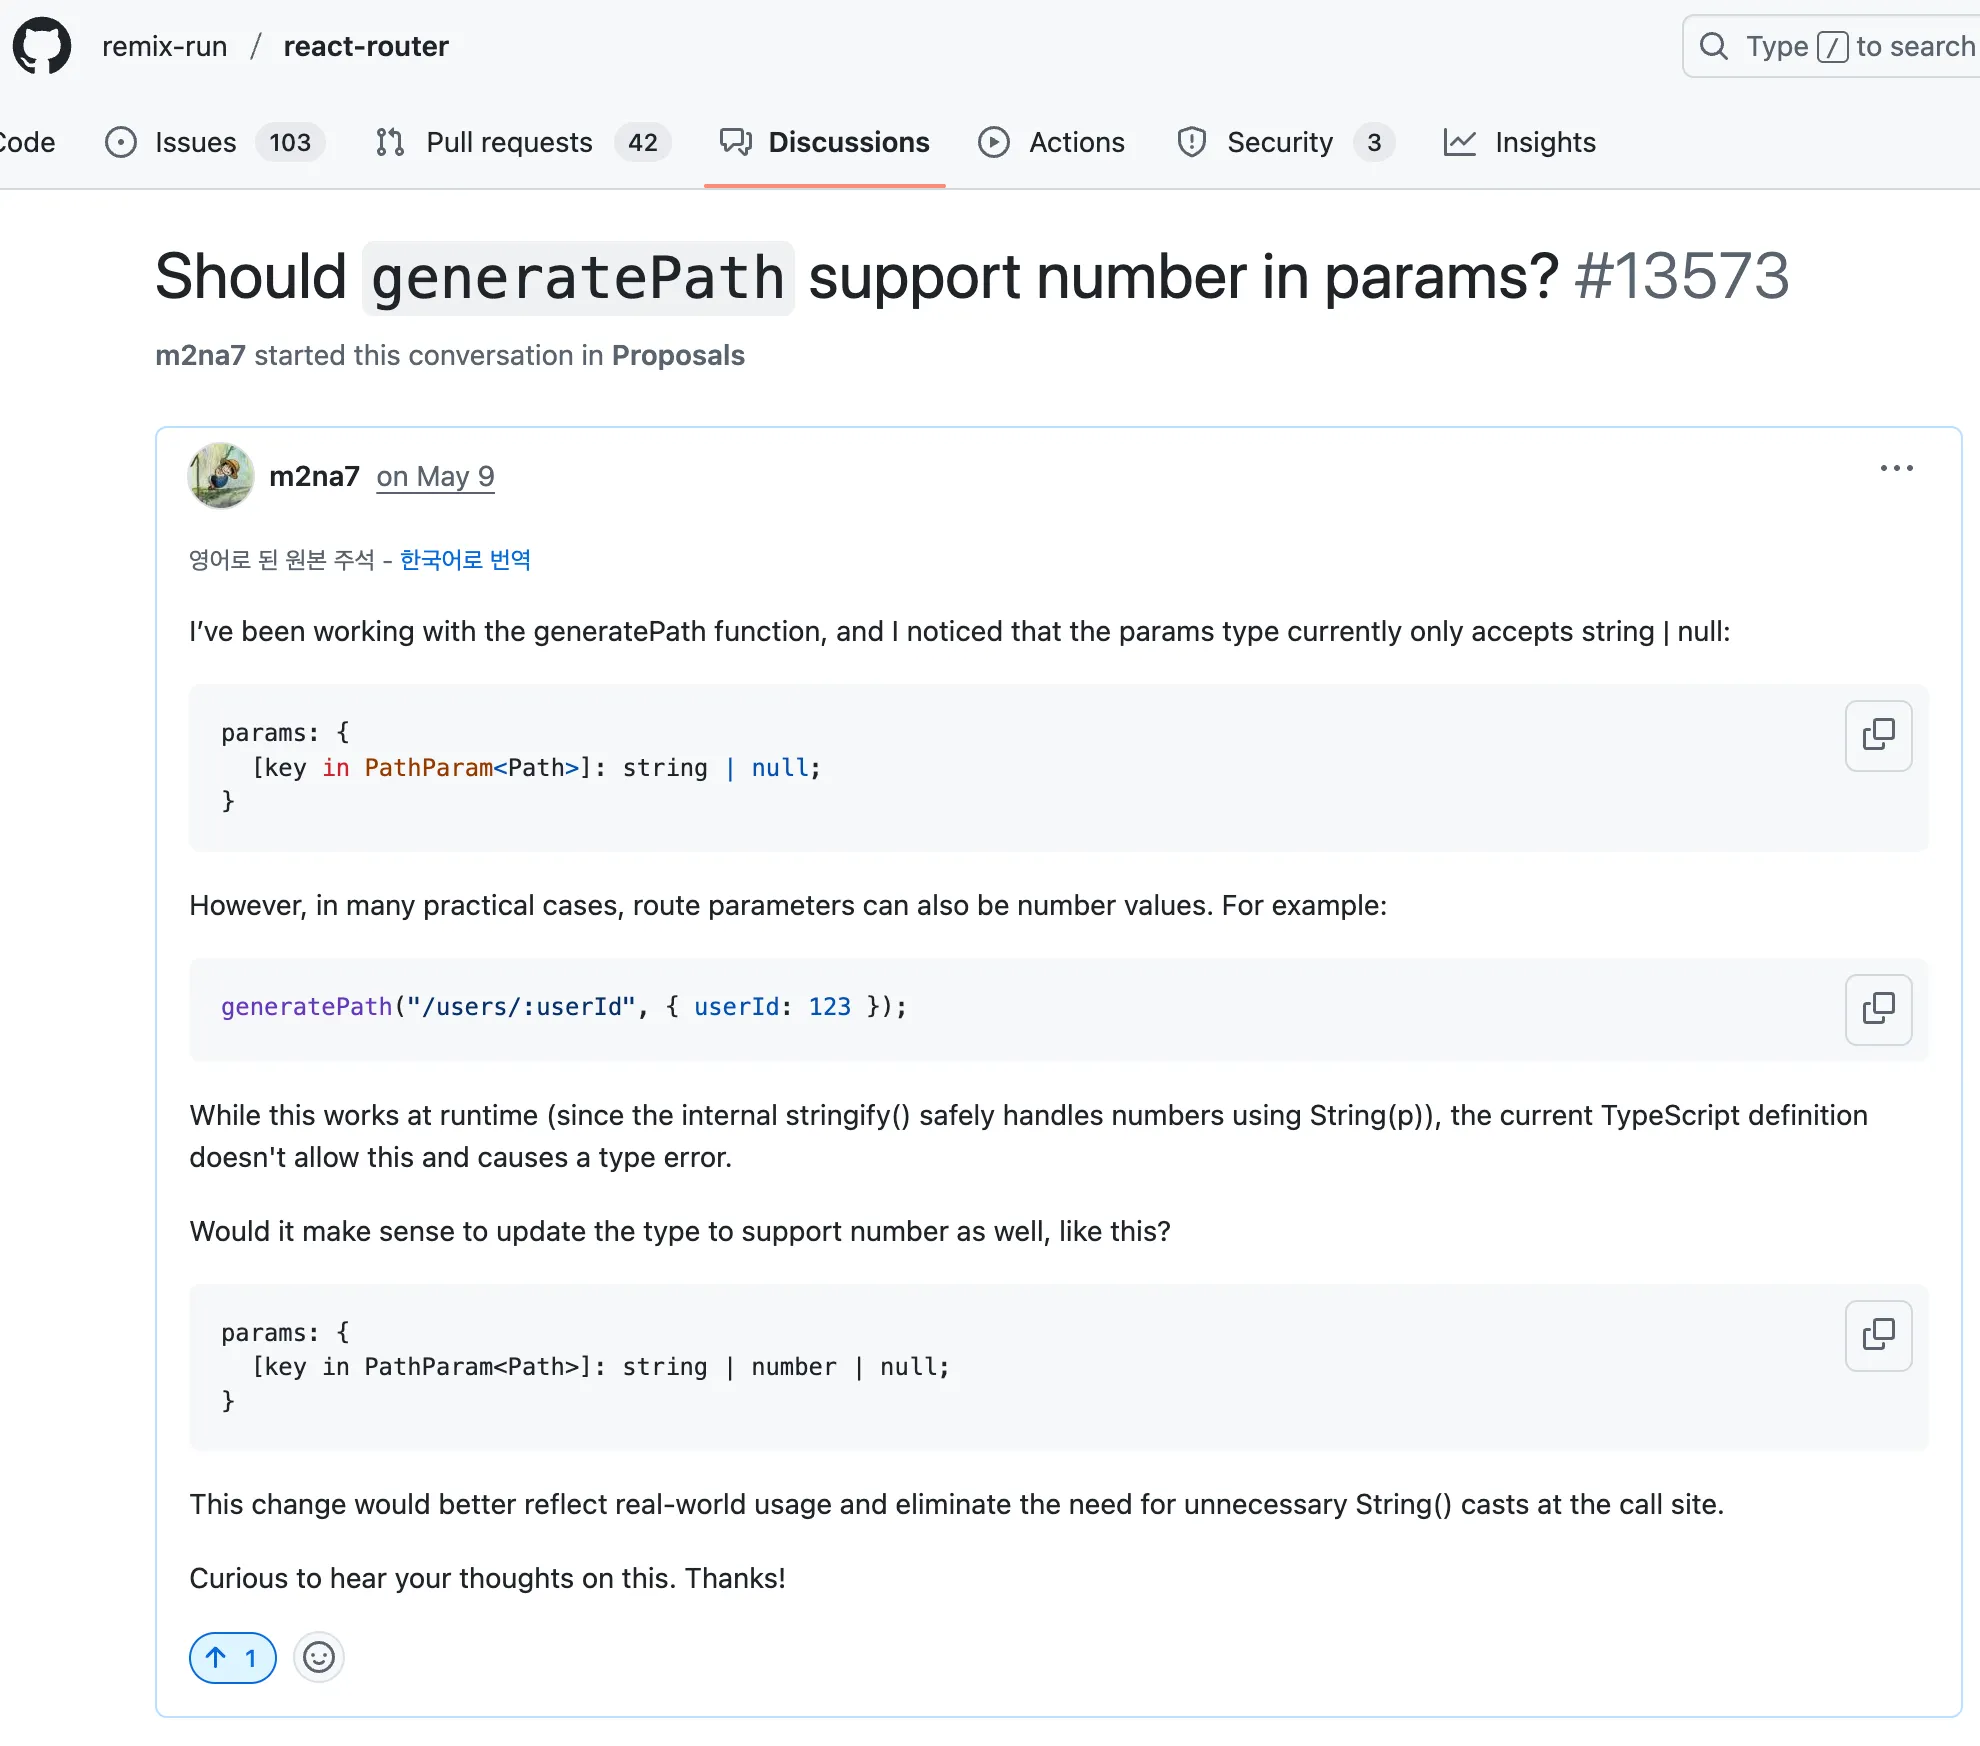 remix-run / react-router
Type / to search
Code
Issues 103
Pull requests 42
Discussions
Actions
Security 3
Insights
Should generatePath support number in params? #13573
m2na7 started this conversation in Proposals
m2na7 on May 9
영어로 된 원본 주석 - 한국어로 번역
I’ve been working with the generatePath function, and I noticed that the params type currently only accepts string | null:
params: {
  [key in PathParam<Path>]: string | null;
}
However, in many practical cases, route parameters can also be number values. For example:
generatePath("/users/:userId", { userId: 123 });
While this works at runtime (since the internal stringify() safely handles numbers using String(p)), the current TypeScript definition
doesn't allow this and causes a type error.
Would it make sense to update the type to support number as well, like this?
params: {
  [key in PathParam<Path>]: string | number | null;
}
This change would better reflect real-world usage and eliminate the need for unnecessary String() casts at the call site.
Curious to hear your thoughts on this. Thanks!
1